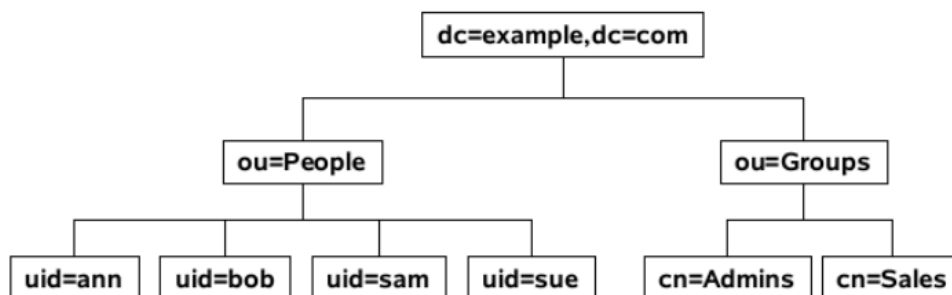 dc=example,dc=com
ou=People
ou=Groups
uid=ann
uid=bob
uid=sam
uid=sue
cn=Admins
cn=Sales